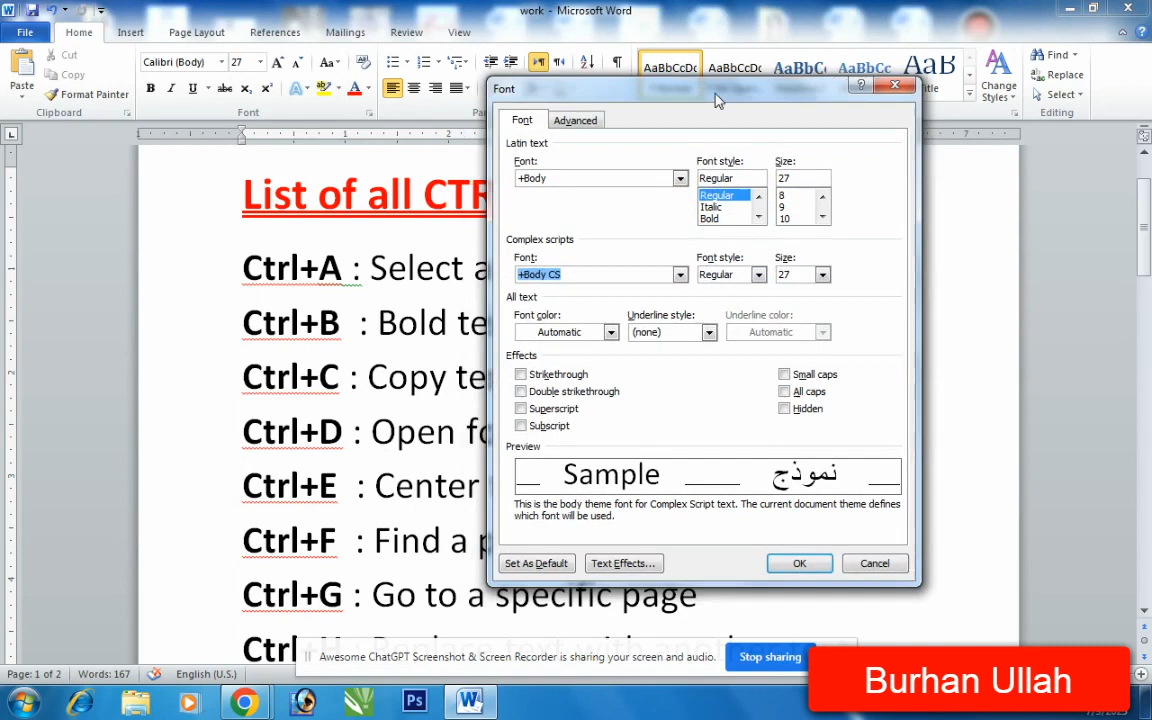 work - Microsoft Word
File Home Insert Page Layout References Mailings Review View
Paste
Cut
Copy
Format Painter
Clipboard
Calibri (Body) 27
Font
AaBbCcDc AaBbCcDc AaBbC AaBbCc AaB
Change
Styles
Find
Replace
Select
Editing
List of all CTR
Ctrl+A : Select a
Ctrl+B : Bold te
Ctrl+C : Copy te
Ctrl+D : Open fo
Ctrl+E : Center
Ctrl+F : Find a p
Ctrl+G : Go to a specific page
Font
Font Advanced
Latin text
Font: Font style: Size:
+Body Regular 27
Regular 8
Italic 9
Bold 10
Complex scripts
Font: Font style: Size:
+Body CS Regular 27
All text
Font color: Underline style: Underline color:
Automatic (none) Automatic
Effects
Strikethrough Small caps
Double strikethrough All caps
Superscript Hidden
Subscript
Preview
Sample نموذج
This is the body theme font for Complex Script text. The current document theme defines
which font will be used.
Set As Default Text Effects... OK Cancel
Awesome ChatGPT Screenshot & Screen Recorder is sharing your screen and audio. Stop sharing
Page: 1 of 2 Words: 167 English (U.S.)
Burhan Ullah
Ps